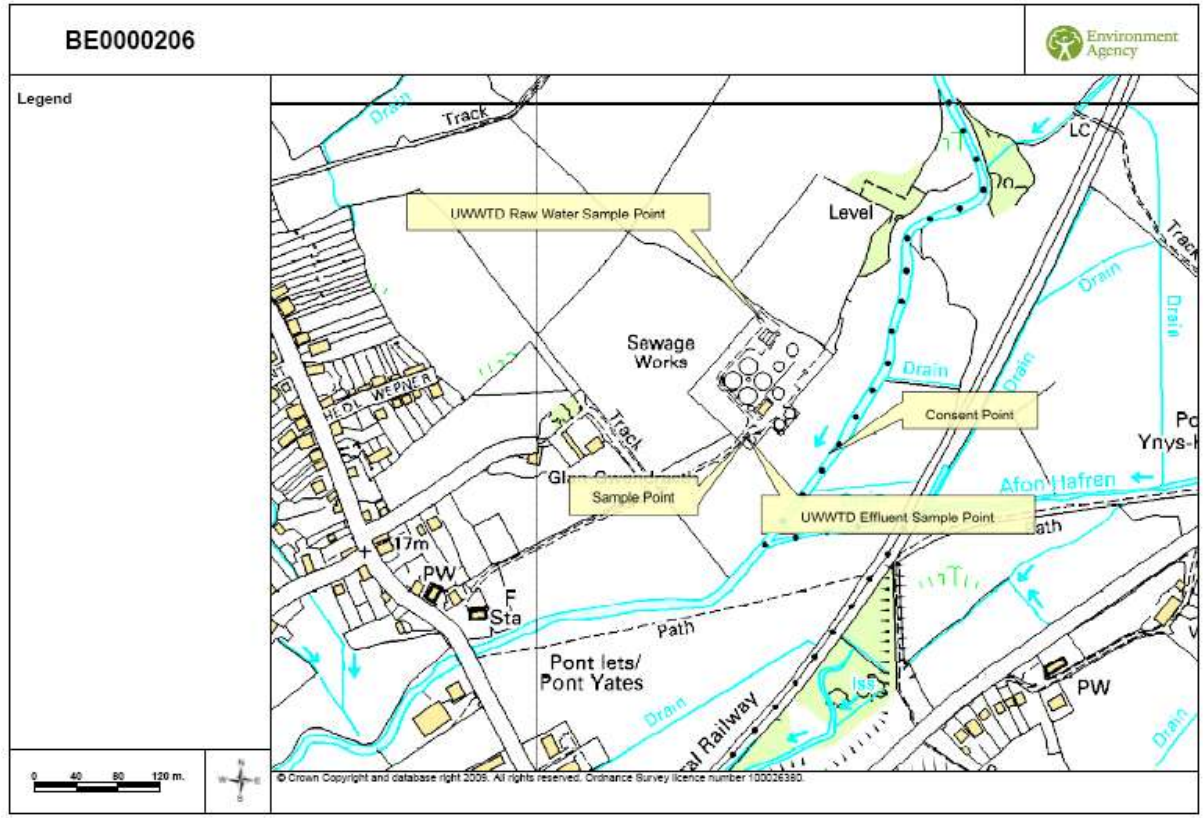 BE0000206
Environment
Agency
Legend
Drain
Track
LC
UWWTD Raw Water Sample Point
Level
Track
Drain
Drain
Sewage
Works
Drain
Drain
HEOL WEPNER
Consent Point
Track
Ynys-
Afon Hafren
Sample Point
UWWTD Effluent Sample Point
17m
PW
F
Sta
Path
Pont Iets/
Pont Yates
Iss
PW
Drain
Drain
ral Railway
0 40 80 120 m.
N
W E
S
© Crown Copyright and database right 2009. All rights reserved. Ordnance Survey licence number 100026380.